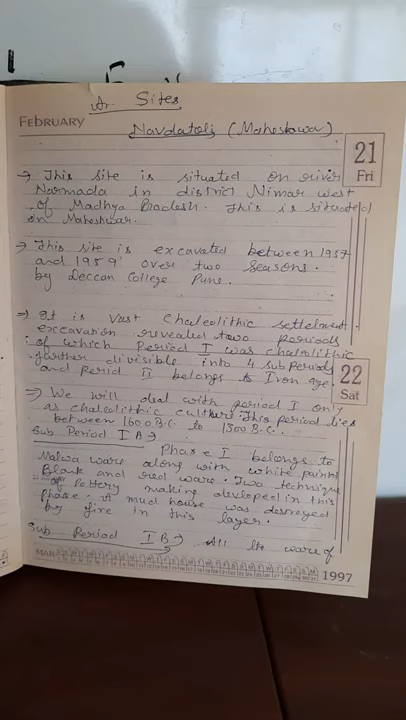 Ar. Sites
FEBRUARY
Navdatoli (Maheshwar)
21
Fri
→ This site is situated on river
Narmada in district Nimar west
of Madhya Pradesh. This is situated
on Maheshwar.
→ This site is excavated between 1957
and 1959 over two seasons.
by Deccan College Pune.
→ It is vast chalcolithic settlement.
excavation revealed two periods
of which Period I was chalcolithic
further divisible into 4 sub Periods
and period II belongs to Iron age.
22
Sat
→ We will deal with period I only
as chalcolithic culture. This period lies
between 1600 B.C. to 1300 B.C.
Sub Period I A →
Phase I belongs to
Malwa ware along with white painted
Black and red ware. Two technique
of Pottery making developed in this
phase. A mud house was destroyed
by fire in this layer.
Sub Period I B → All the ware of
MAR
1997